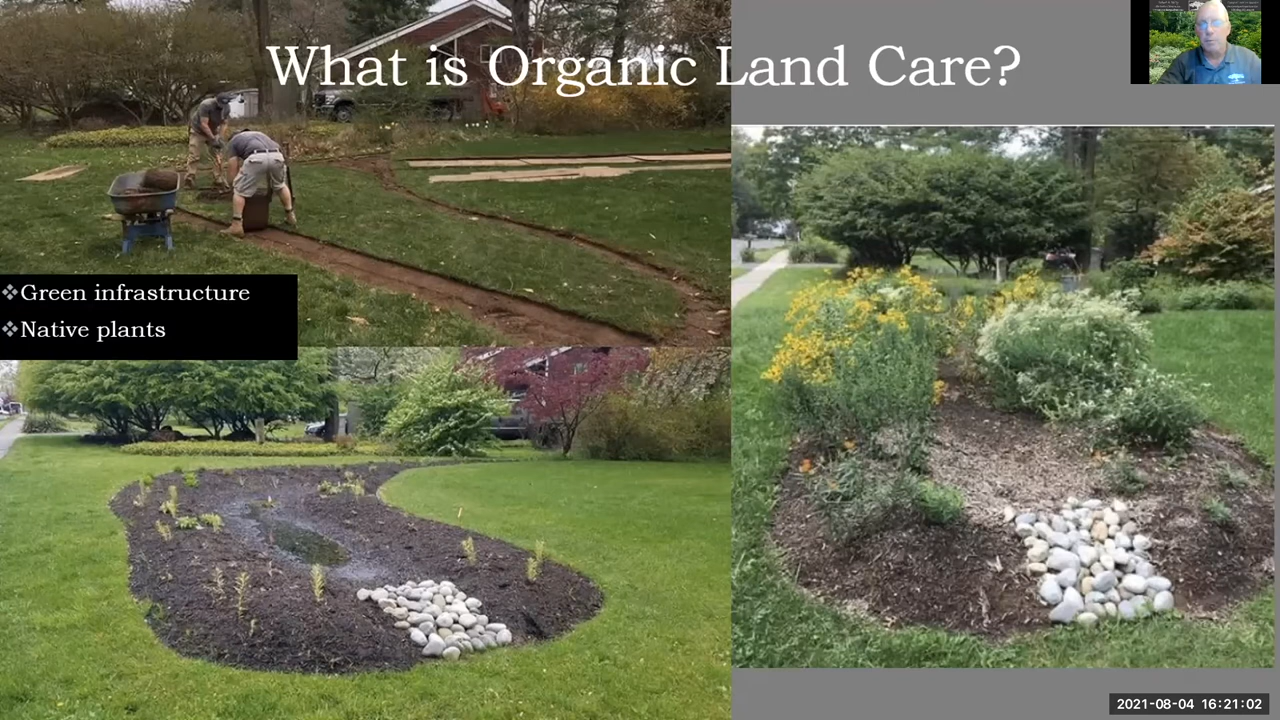 What is Organic Land Care?
❖Green infrastructure
❖Native plants
2021-08-04 16:21:02